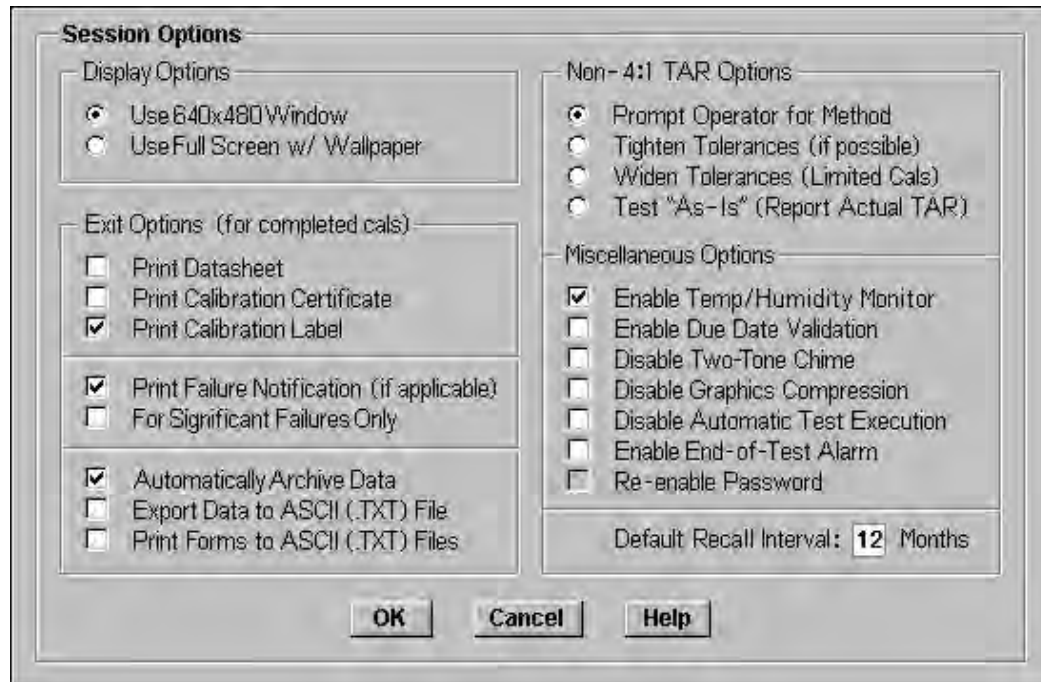 Session Options
Display Options
Use 640x480 Window
Use Full Screen w/ Wallpaper
Exit Options (for completed cals)
Print Datasheet
Print Calibration Certificate
Print Calibration Label
Print Failure Notification (if applicable)
For Significant Failures Only
Automatically Archive Data
Export Data to ASCII (.TXT) File
Print Forms to ASCII (.TXT) Files
Non-4:1 TAR Options
Prompt Operator for Method
Tighten Tolerances (if possible)
Widen Tolerances (Limited Cals)
Test "As-Is" (Report Actual TAR)
Miscellaneous Options
Enable Temp/Humidity Monitor
Enable Due Date Validation
Disable Two-Tone Chime
Disable Graphics Compression
Disable Automatic Test Execution
Enable End-of-Test Alarm
Re-enable Password
Default Recall Interval: 12 Months
OK Cancel Help